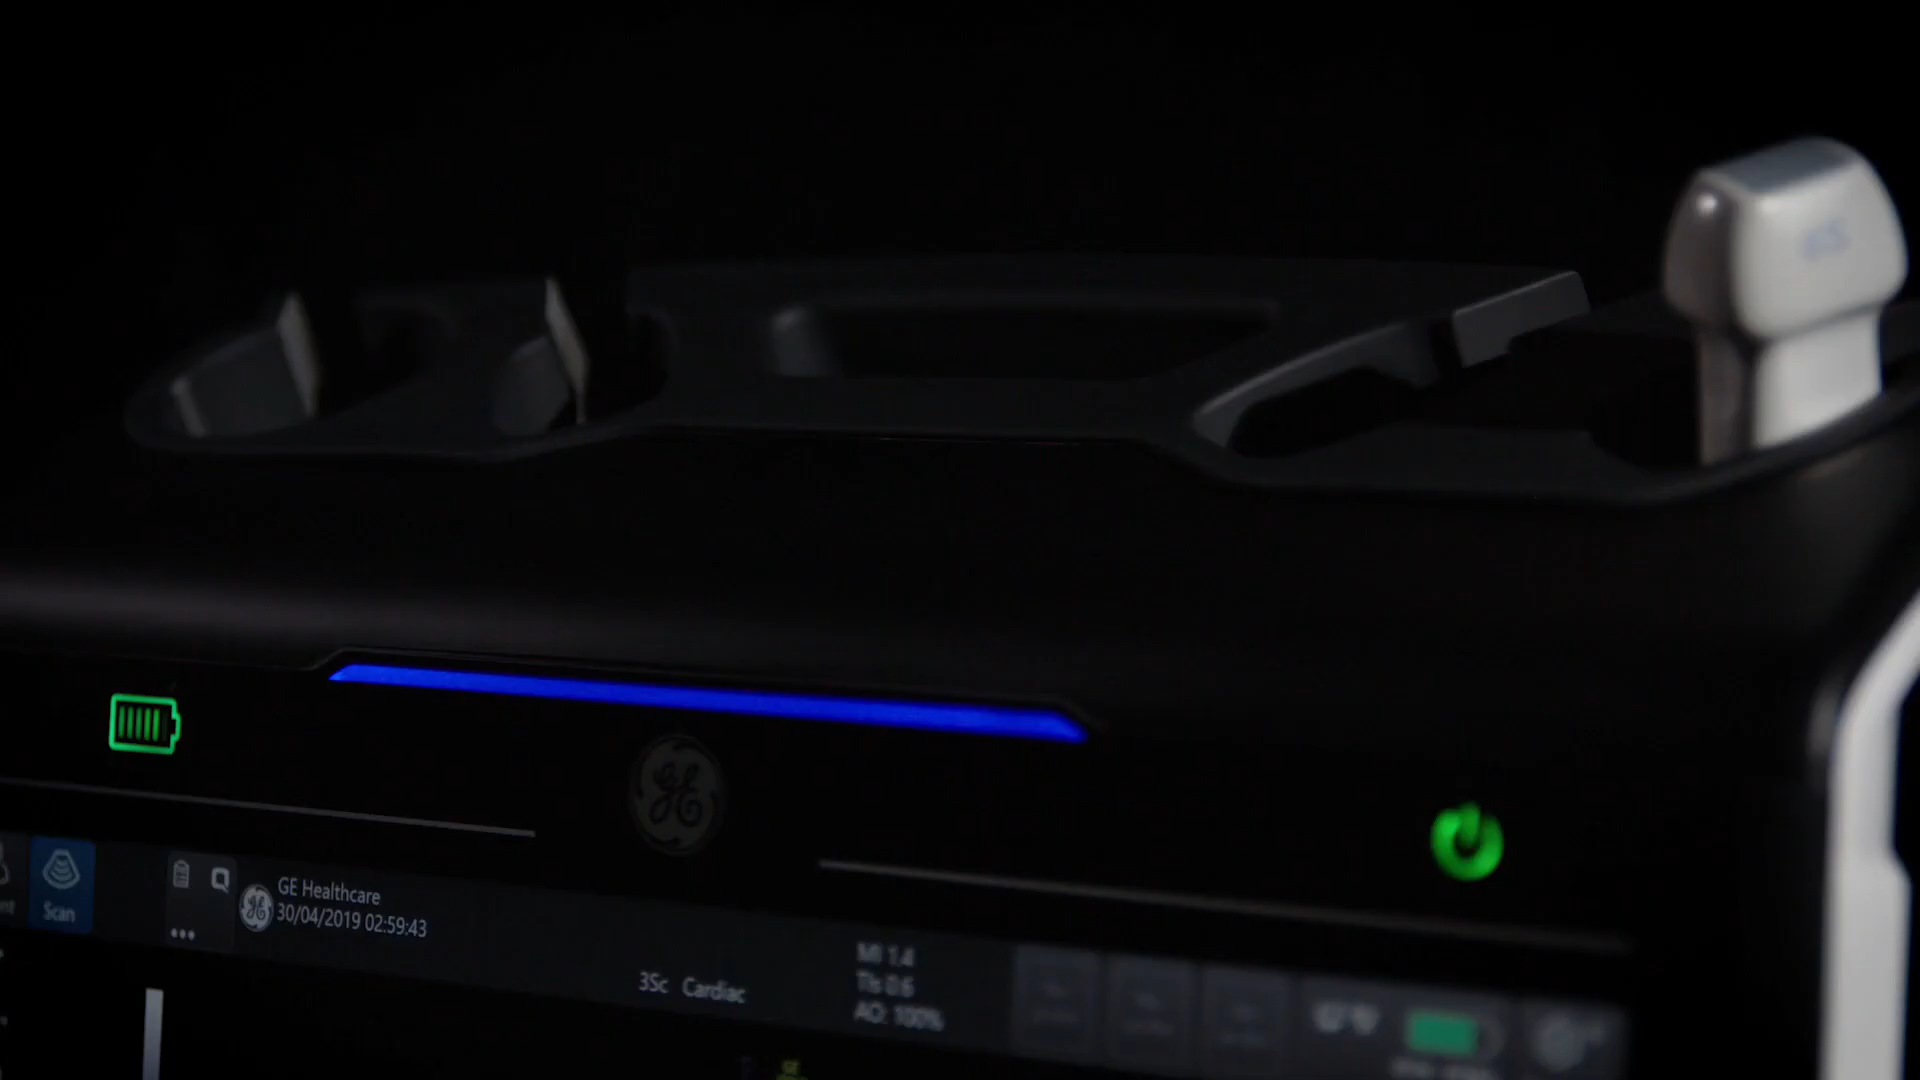 GE
Scan
GE Healthcare
30/04/2019 02:59:43
3Sc Cardiac
MI 1.4
TIs 0.6
AO: 100%